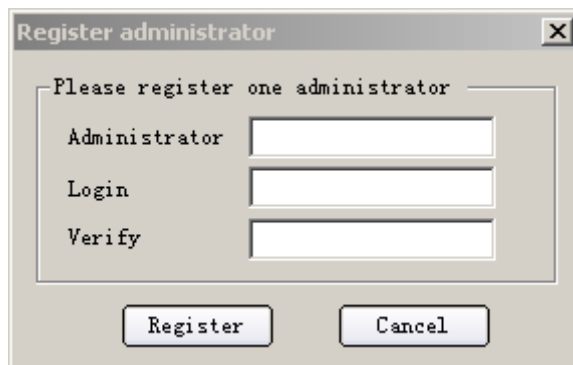 Register administrator
Please register one administrator
Administrator
Login
Verify
Register Cancel